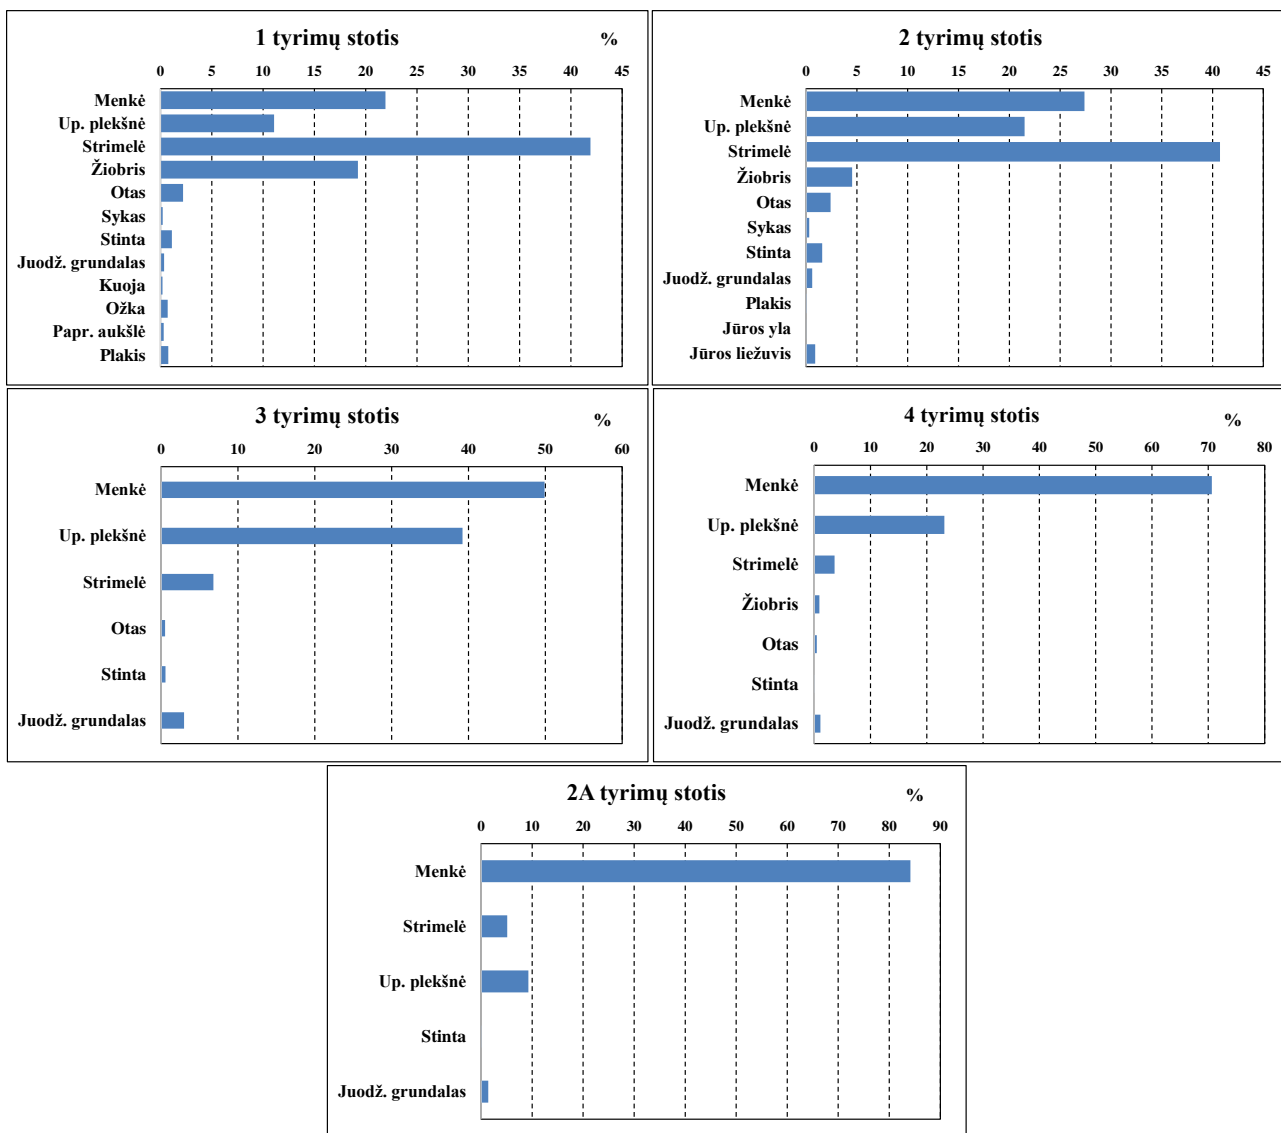 1 tyrimų stotis %
0 5 10 15 20 25 30 35 40 45
Menkė
Up. plekšnė
Strimelė
Žiobris
Otas
Sykas
Stinta
Juodž. grundalas
Kuoja
Ožka
Papr. aukšlė
Plakis
2 tyrimų stotis %
0 5 10 15 20 25 30 35 40 45
Menkė
Up. plekšnė
Strimelė
Žiobris
Otas
Sykas
Stinta
Juodž. grundalas
Plakis
Jūros yla
Jūros liežuvis
3 tyrimų stotis %
0 10 20 30 40 50 60
Menkė
Up. plekšnė
Strimelė
Otas
Stinta
Juodž. grundalas
4 tyrimų stotis %
0 10 20 30 40 50 60 70 80
Menkė
Up. plekšnė
Strimelė
Žiobris
Otas
Stinta
Juodž. grundalas
2A tyrimų stotis %
0 10 20 30 40 50 60 70 80 90
Menkė
Strimelė
Up. plekšnė
Stinta
Juodž. grundalas